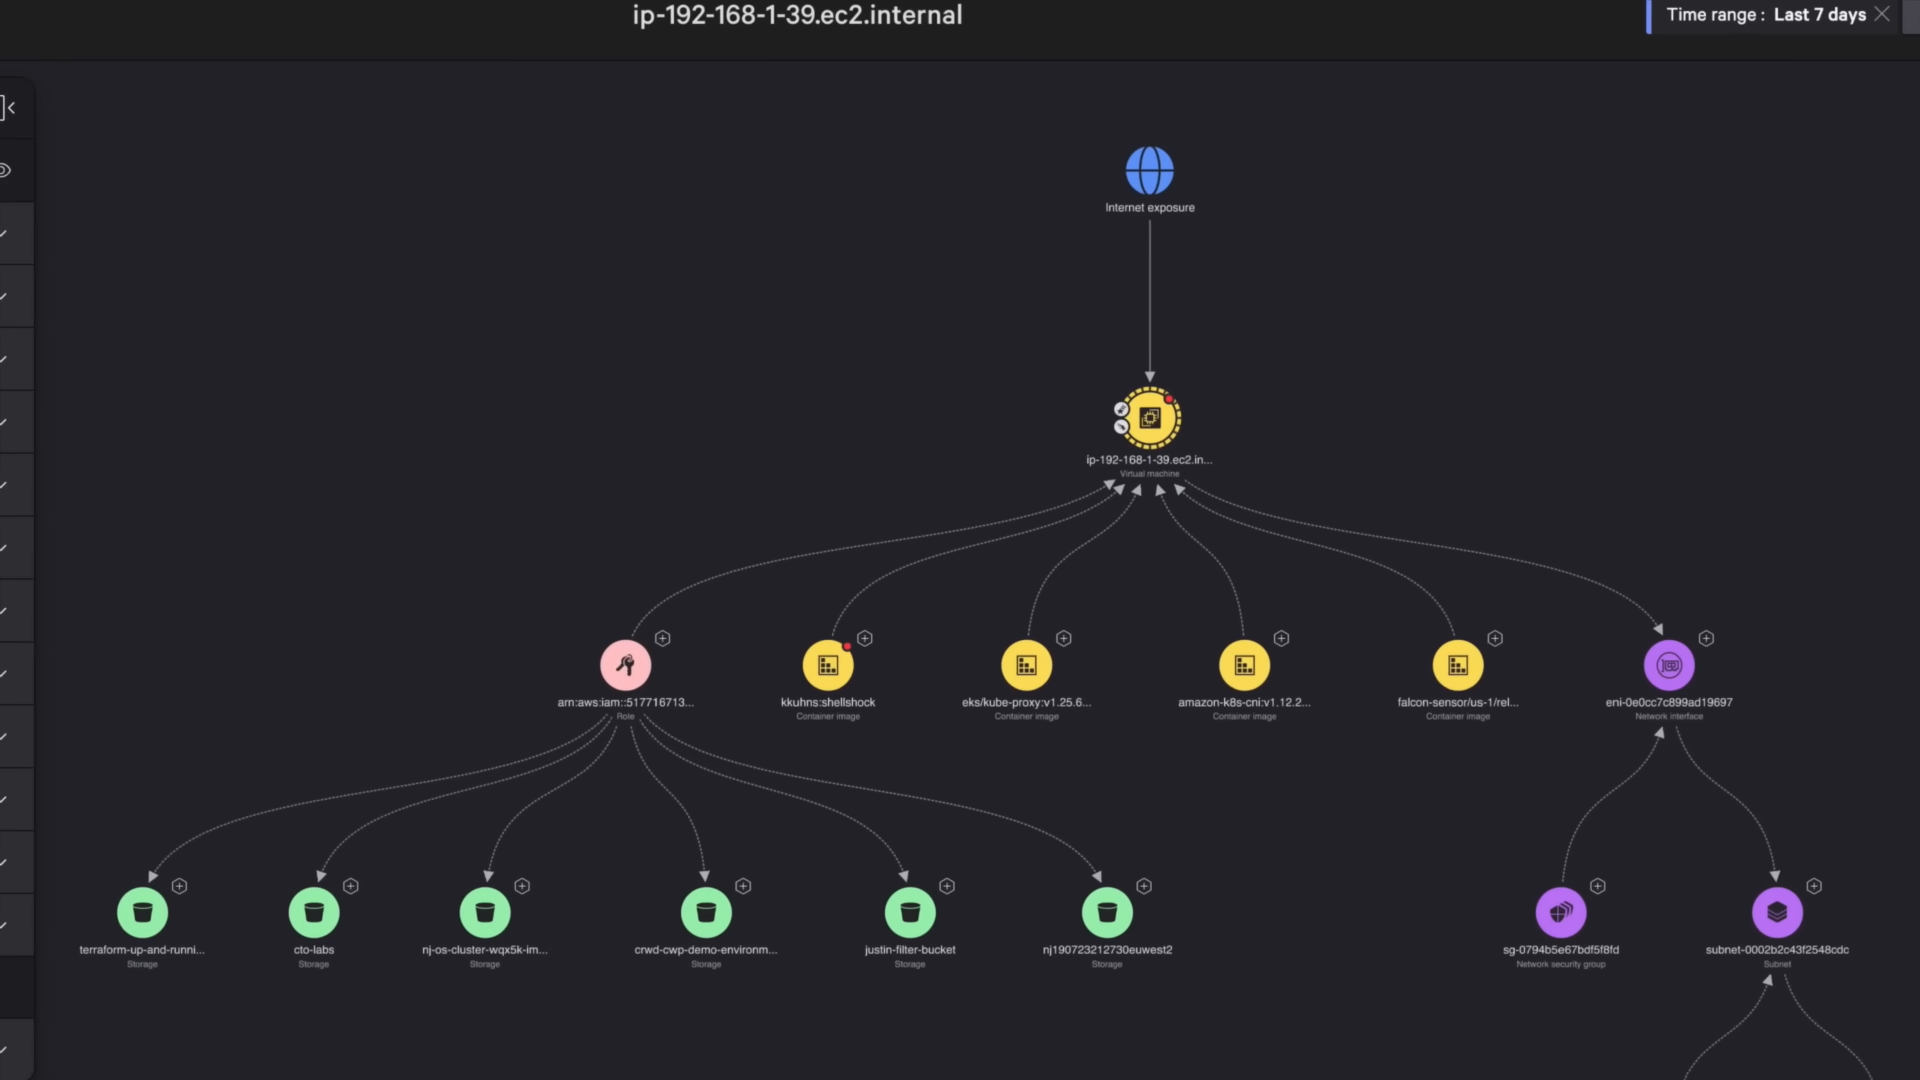 ip-192-168-1-39.ec2.internal
Time range : Last 7 days
Internet exposure
ip-192-168-1-39.ec2.in...
Virtual machine
arn:aws:iam::517716713...
Role
kkuhns:shellshock
Container image
eks/kube-proxy:v1.25.6...
Container image
amazon-k8s-cni:v1.12.2...
Container image
falcon-sensor/us-1/rel...
Container image
eni-0e0cc7c899ad19697
Network interface
terraform-up-and-runni...
Storage
cto-labs
Storage
nj-os-cluster-wqx5k-im...
Storage
crwd-cwp-demo-environm...
Storage
justin-filter-bucket
Storage
nj190723212730euwest2
Storage
sg-0794b5e67bdf5f8fd
Network security group
subnet-0002b2c43f2548cdc
Subnet